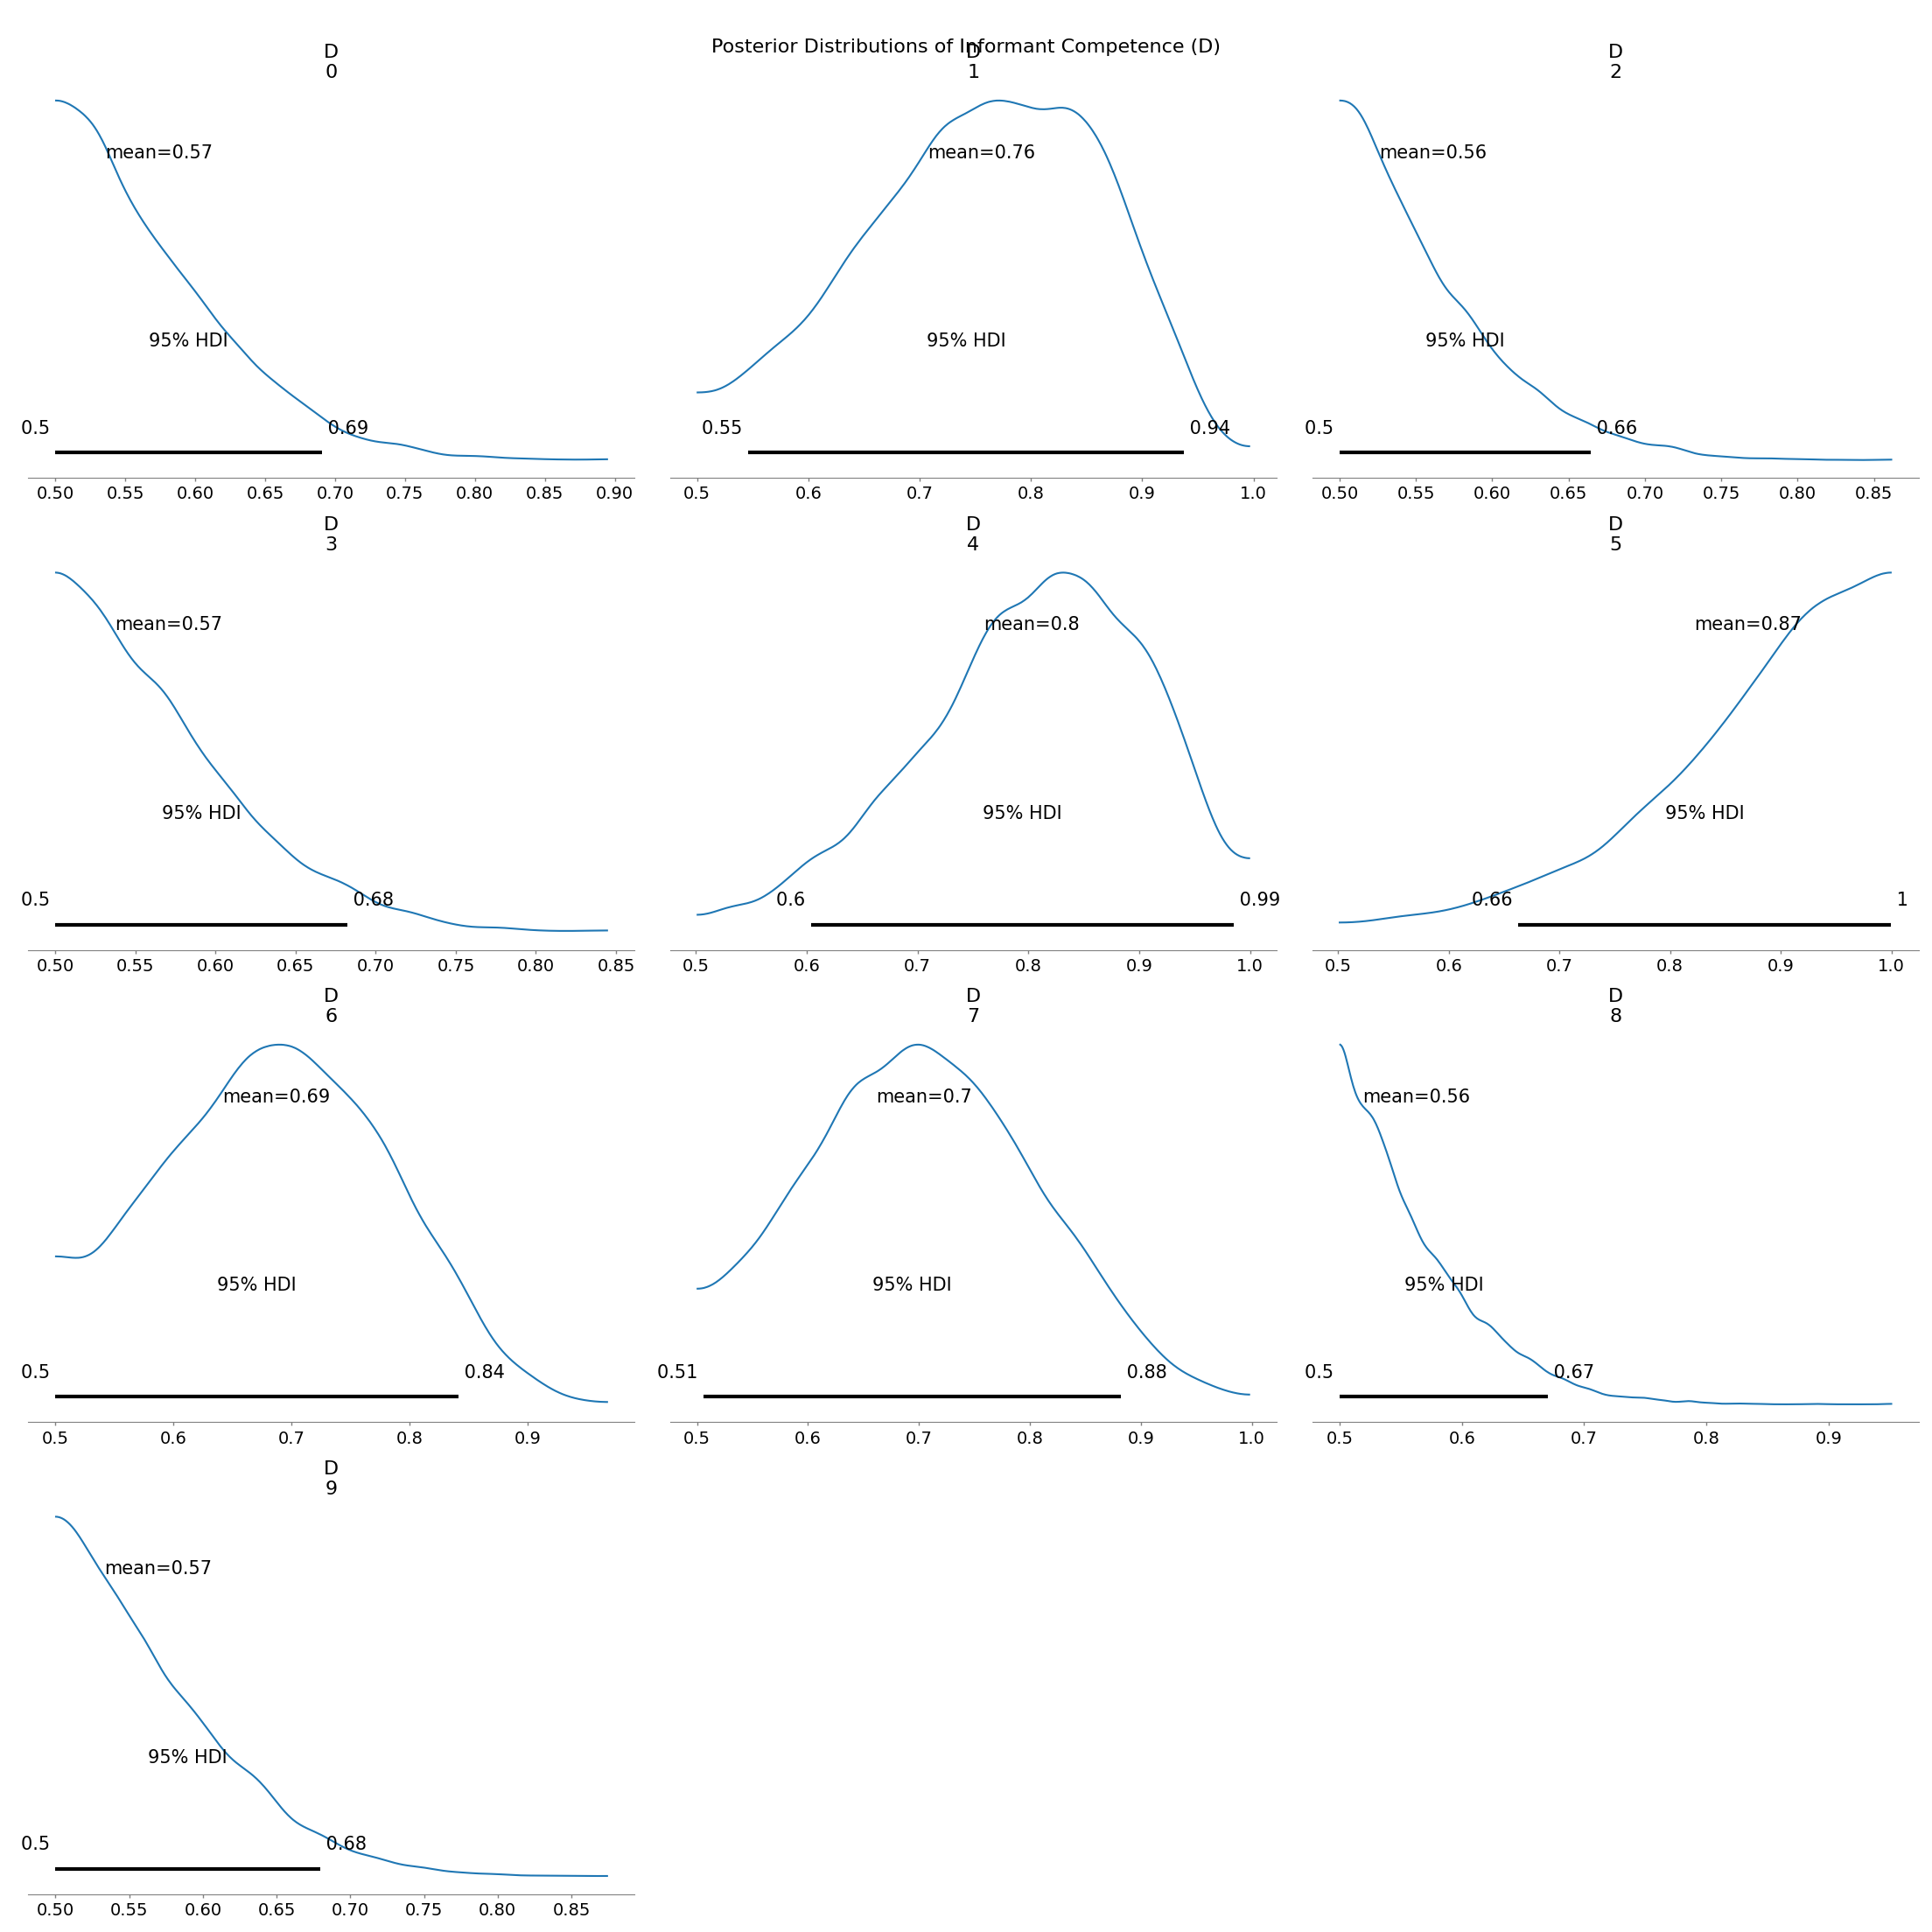 Posterior Distributions of Informant Competence (D)
D
0
mean=0.57
95% HDI
0.5
0.69
0.50 0.55 0.60 0.65 0.70 0.75 0.80 0.85 0.90
D
1
mean=0.76
95% HDI
0.55
0.94
0.5 0.6 0.7 0.8 0.9 1.0
D
2
mean=0.56
95% HDI
0.5
0.66
0.50 0.55 0.60 0.65 0.70 0.75 0.80 0.85
D
3
mean=0.57
95% HDI
0.5
0.68
0.50 0.55 0.60 0.65 0.70 0.75 0.80 0.85
D
4
mean=0.8
95% HDI
0.6
0.99
0.5 0.6 0.7 0.8 0.9 1.0
D
5
mean=0.87
95% HDI
0.66
1
0.5 0.6 0.7 0.8 0.9 1.0
D
6
mean=0.69
95% HDI
0.5
0.84
0.5 0.6 0.7 0.8 0.9
D
7
mean=0.7
95% HDI
0.51
0.88
0.5 0.6 0.7 0.8 0.9 1.0
D
8
mean=0.56
95% HDI
0.5
0.67
0.5 0.6 0.7 0.8 0.9
D
9
mean=0.57
95% HDI
0.5
0.68
0.50 0.55 0.60 0.65 0.70 0.75 0.80 0.85